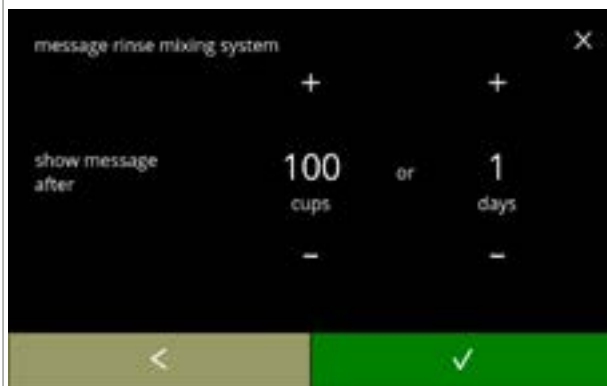 message rinse mixing system
×
+ +
show message
after
100 or 1
cups days
- -
< ✓